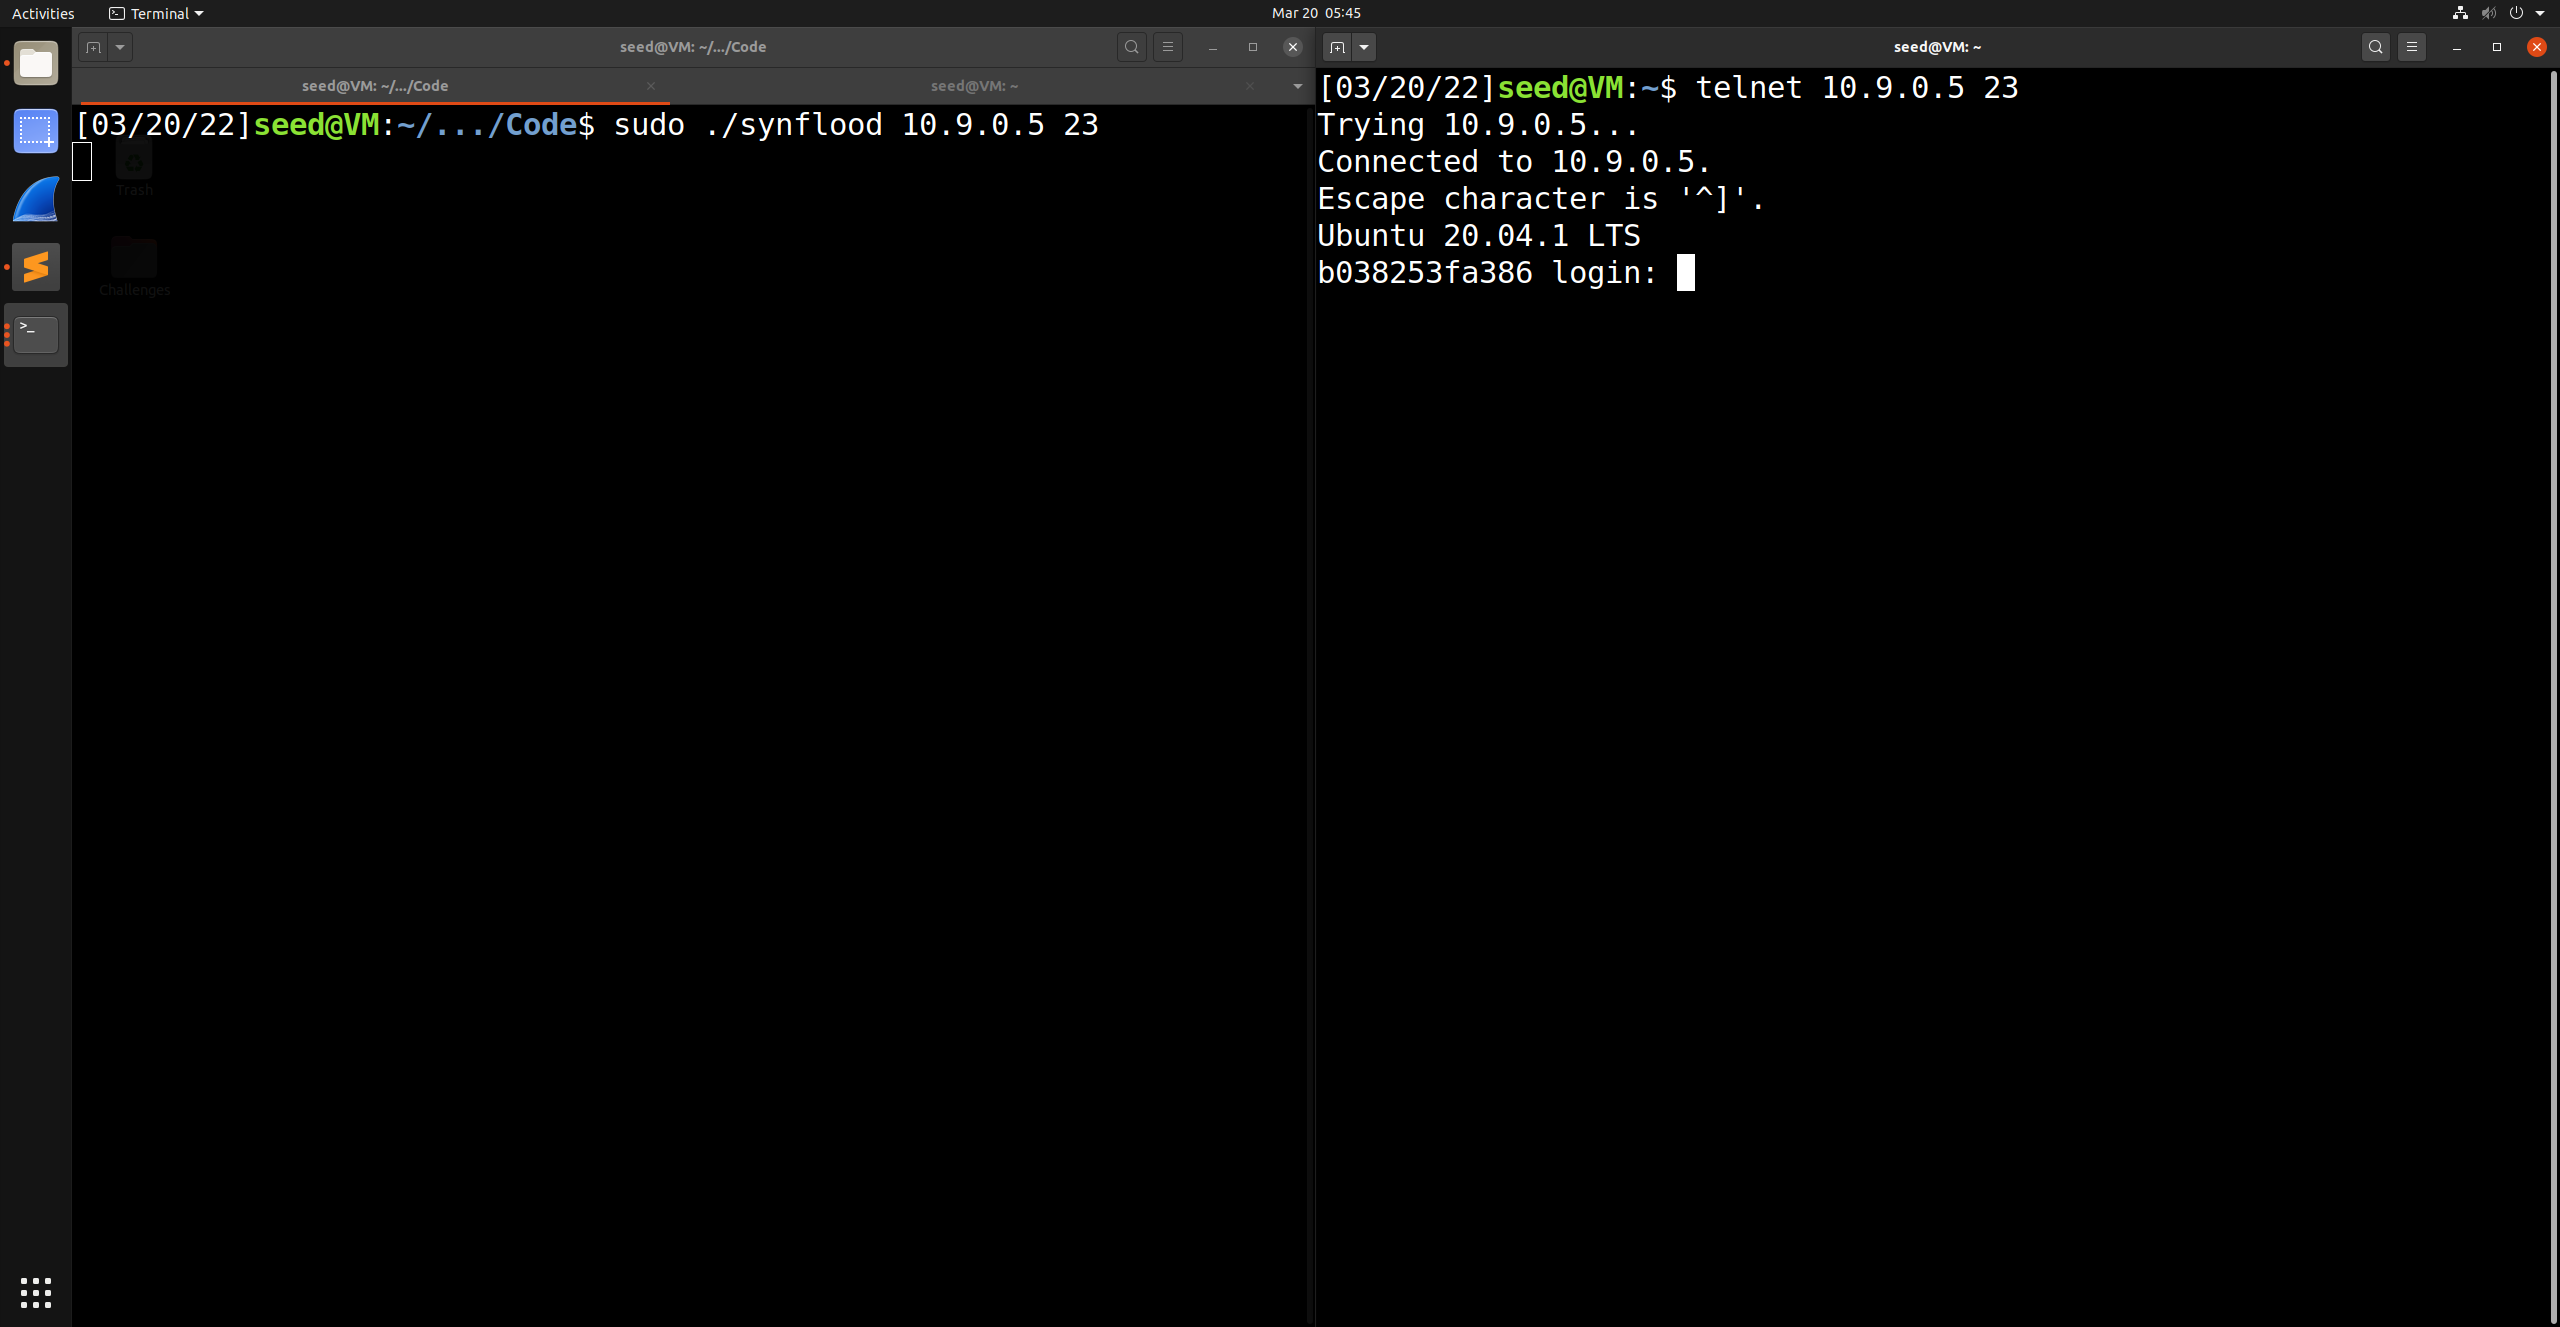 Activities
Terminal
Mar 20 05:45
seed@VM: ~/.../Code
seed@VM: ~/.../Code
seed@VM: ~
[03/20/22]seed@VM:~/.../Code$ sudo ./synflood 10.9.0.5 23
Trash
Challenges
seed@VM: ~
[03/20/22]seed@VM:~$ telnet 10.9.0.5 23
Trying 10.9.0.5...
Connected to 10.9.0.5.
Escape character is '^]'.
Ubuntu 20.04.1 LTS
b038253fa386 login: